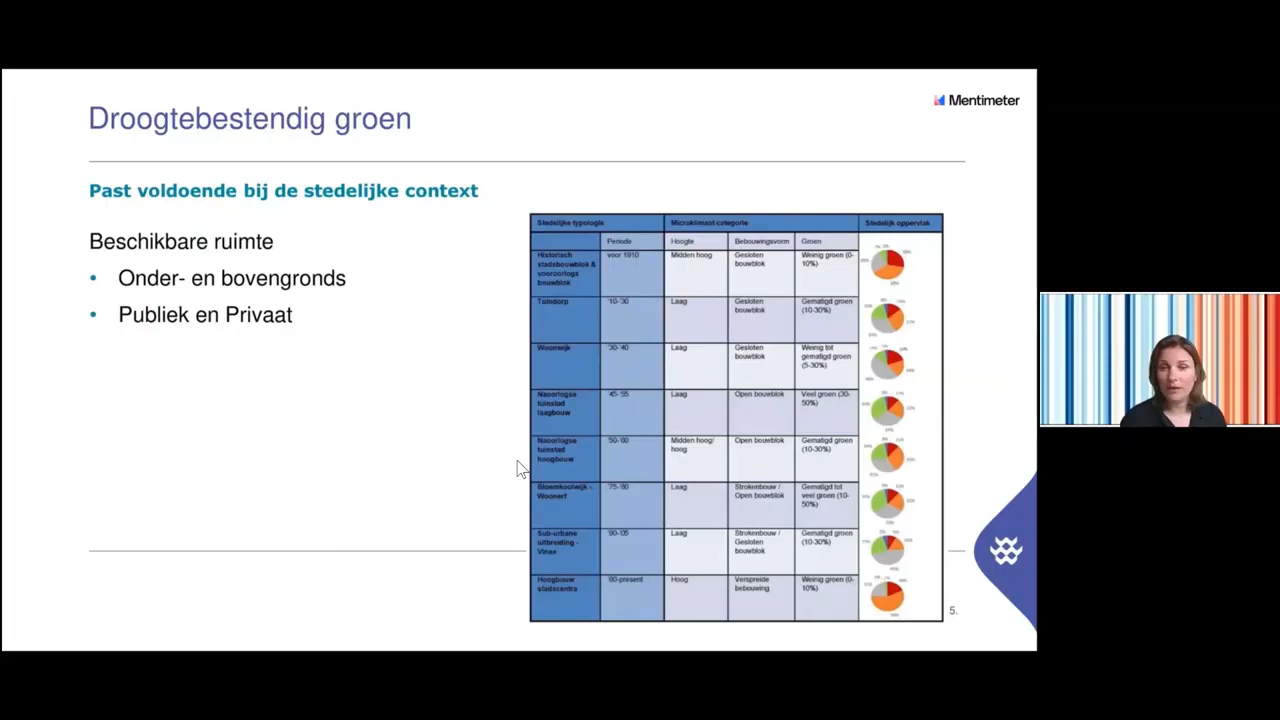 Droogtebestendig groen
Mentimeter
Past voldoende bij de stedelijke context
Beschikbare ruimte
• Onder- en bovengronds
• Publiek en Privaat
Stedelijke typologie Microklimaat categorie Stedelijk oppervlak
Periode Hoogte Bebouwingsvorm Groen
Historisch stadsbouwblok & vooroorlogs bouwblok voor 1910 Midden hoog Gesloten bouwblok Weinig groen (0-10%)
Tuindorp '10-'30 Laag Gesloten bouwblok Gematigd groen (10-30%)
Woonwijk '30-'40 Laag Gesloten bouwblok Weinig tot gematigd groen (5-30%)
Naoorlogse tuinstad laagbouw '45-'55 Laag Open bouwblok Veel groen (30-50%)
Naoorlogse tuinstad hoogbouw '50-'60 Midden hoog/ hoog Open bouwblok Gematigd groen (10-30%)
Bloemkoolwijk - Woonerf '75-'80 Laag Strokenbouw / Open bouwblok Gematigd tot veel groen (10-50%)
Sub-urbane uitbreiding - Vinex '90-'05 Laag Strokenbouw / Gesloten bouwblok Gematigd groen (10-30%)
Hoogbouw stadscentra '60-present Hoog Verspreide bebouwing Weinig groen (0-10%)
5.